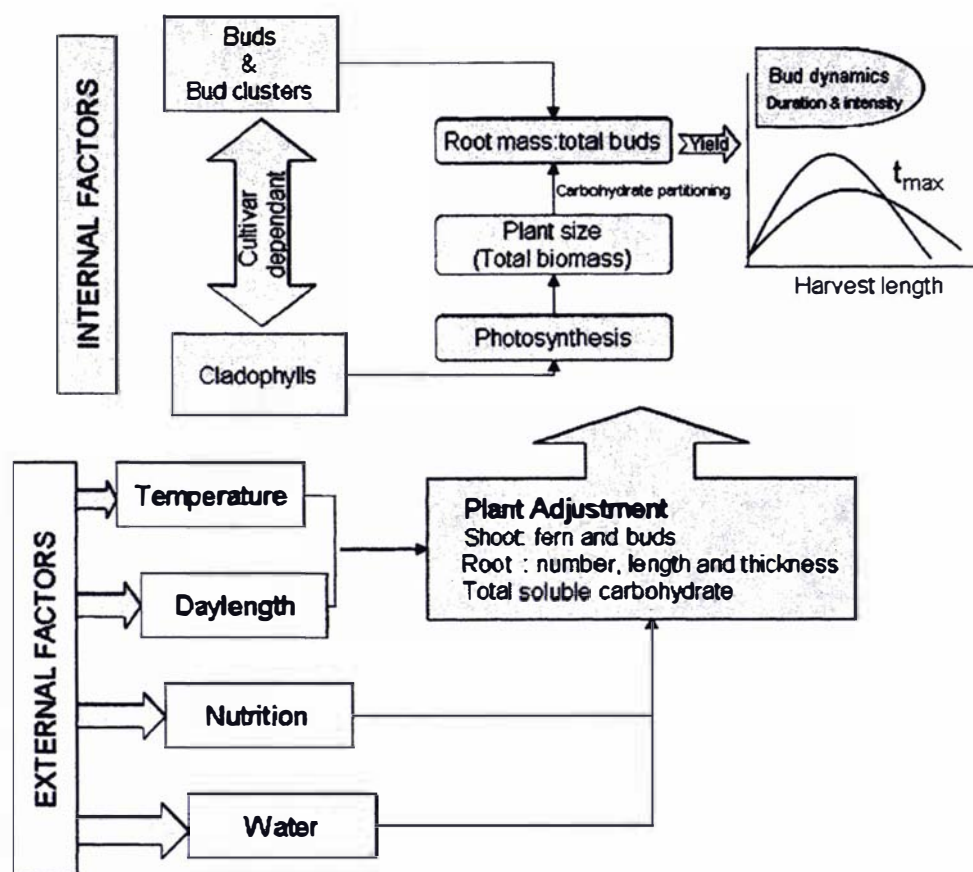 INTERNAL FACTORS
Buds
&
Bud clusters
Cultivar
dependant
Cladophylls
Root mass:total buds
Carbohydrate partitioning
Plant size
(Total biomass)
Photosynthesis
Yield
Bud dynamics
Duration & intensity
tmax
Harvest length
EXTERNAL FACTORS
Temperature
Daylength
Nutrition
Water
Plant Adjustment
Shoot: fern and buds
Root : number, length and thickness
Total soluble carbohydrate